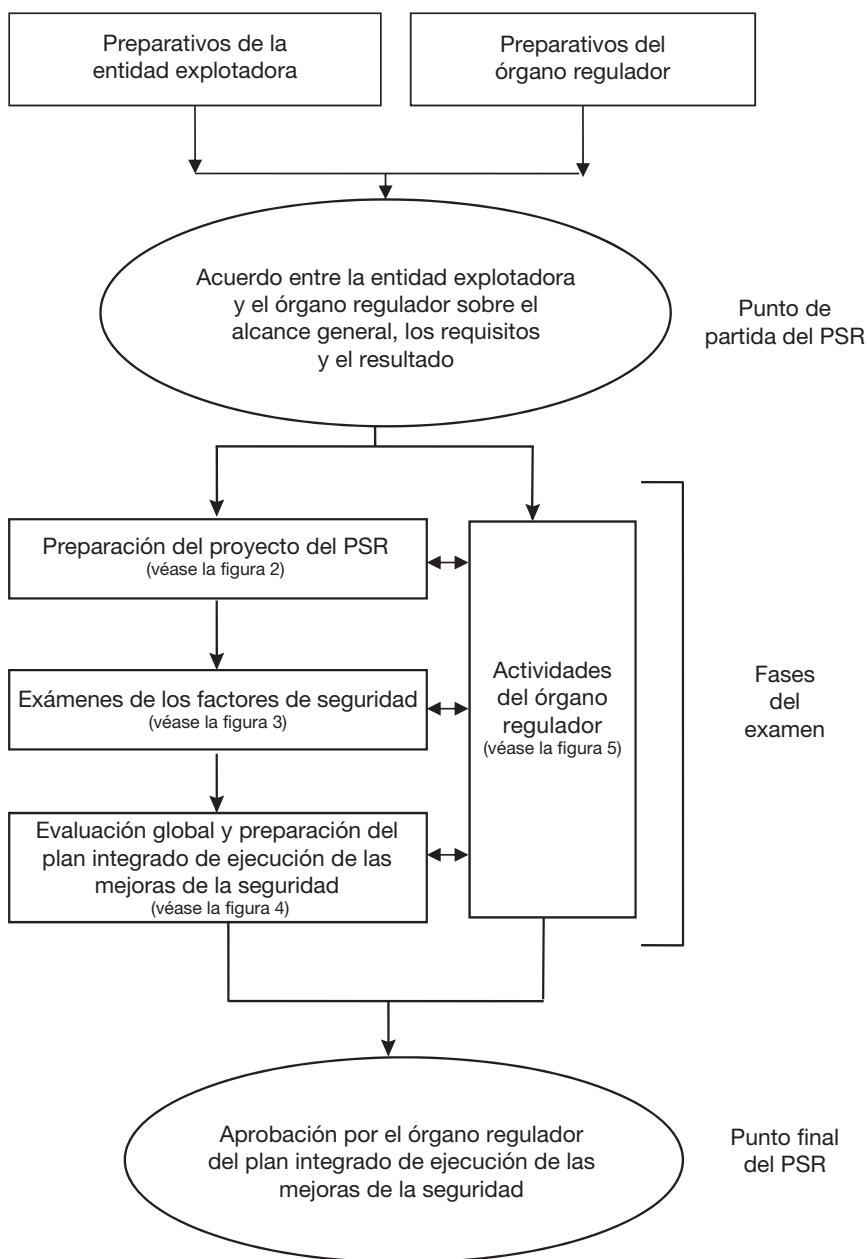 Preparativos de la
entidad explotadora
Preparativos del
órgano regulador
Acuerdo entre la entidad explotadora
y el órgano regulador sobre el
alcance general, los requisitos
y el resultado
Punto de
partida del PSR
Preparación del proyecto del PSR
(véase la figura 2)
Exámenes de los factores de seguridad
(véase la figura 3)
Evaluación global y preparación del
plan integrado de ejecución de las
mejoras de la seguridad
(véase la figura 4)
Actividades
del órgano
regulador
(véase la figura 5)
Fases
del
examen
Aprobación por el órgano regulador
del plan integrado de ejecución de las
mejoras de la seguridad
Punto final
del PSR